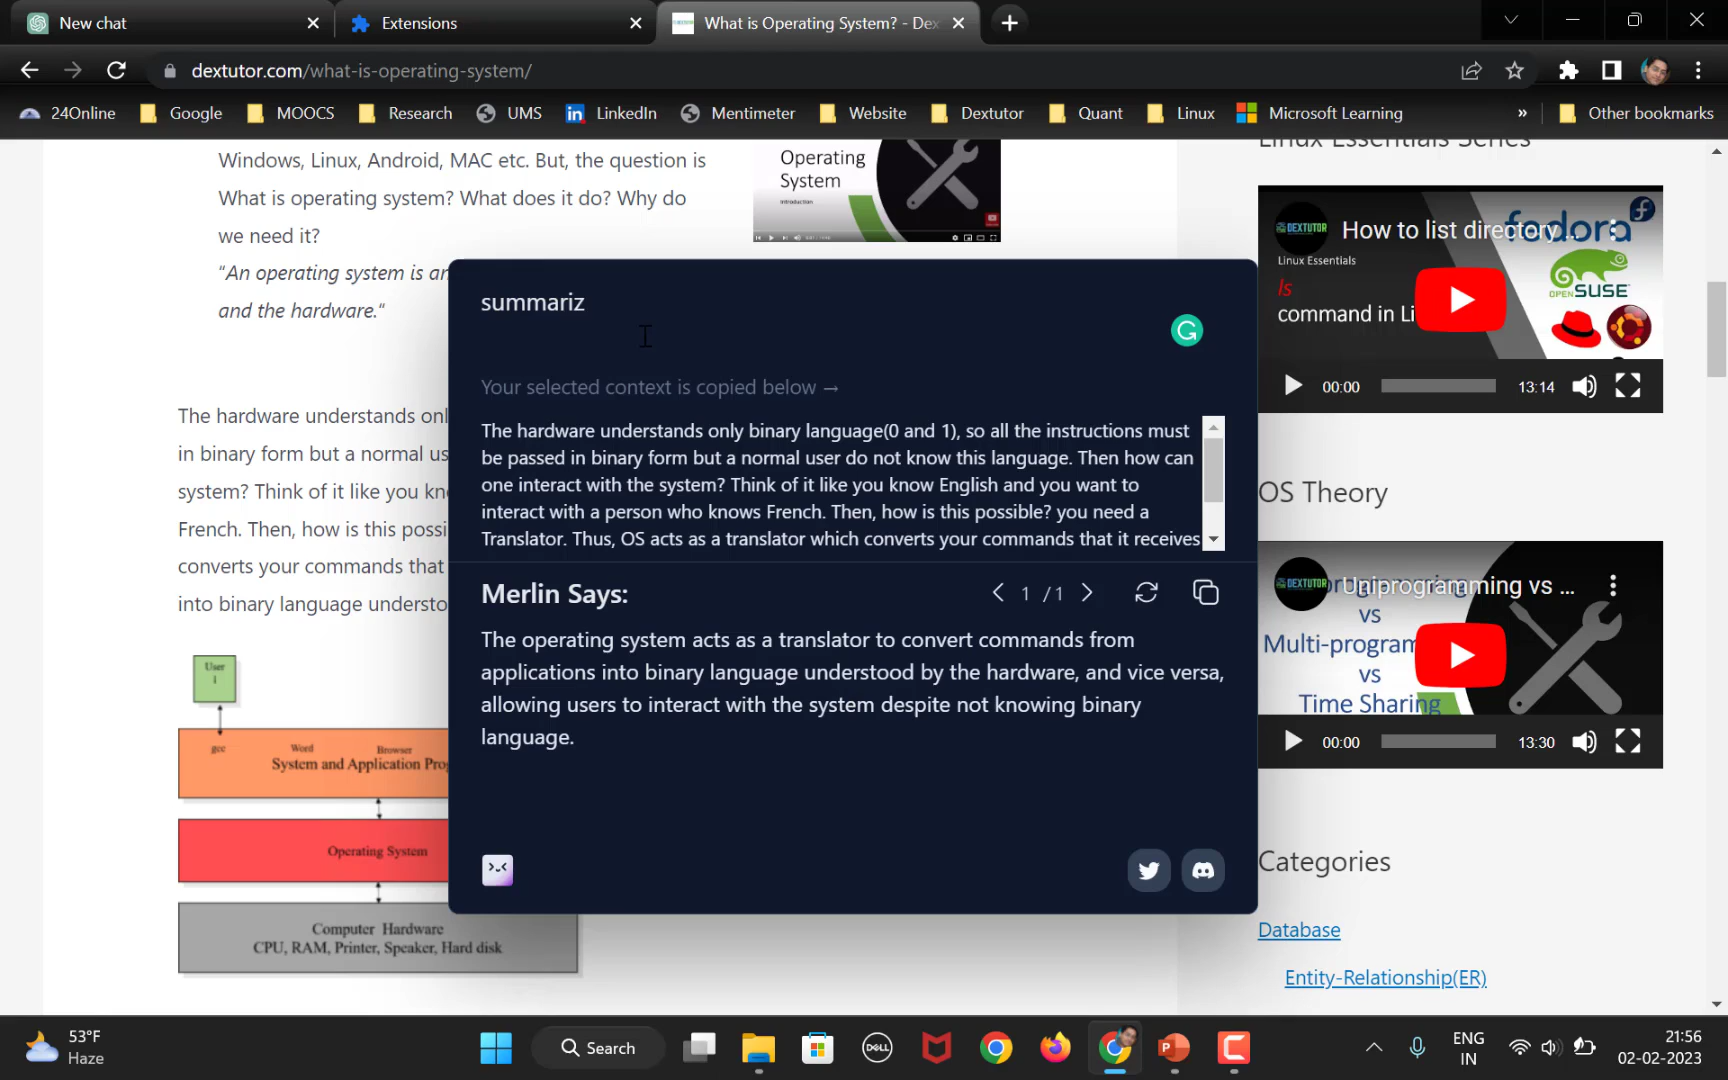 New chat
Extensions
What is Operating System? - Dex
dextutor.com/what-is-operating-system/
24Online
Google
MOOCS
Research
UMS
LinkedIn
Mentimeter
Website
Dextutor
Quant
Linux
Microsoft Learning
»
Other bookmarks
Windows, Linux, Android, MAC etc. But, the question is
What is operating system? What does it do? Why do
we need it?
"An operating system is an
and the hardware."
Operating
System
Introduction
The hardware understands onl
in binary form but a normal us
system? Think of it like you kn
French. Then, how is this possi
converts your commands that
into binary language understo
User
1
gcc
Word
Browser
System and Application Pro
Operating System
Computer Hardware
CPU, RAM, Printer, Speaker, Hard disk
summariz
Your selected context is copied below →
The hardware understands only binary language(0 and 1), so all the instructions must
be passed in binary form but a normal user do not know this language. Then how can
one interact with the system? Think of it like you know English and you want to
interact with a person who knows French. Then, how is this possible? you need a
Translator. Thus, OS acts as a translator which converts your commands that it receives
Merlin Says:
1 /1
The operating system acts as a translator to convert commands from
applications into binary language understood by the hardware, and vice versa,
allowing users to interact with the system despite not knowing binary
language.
Linux Essentials Series
DEXTUTOR
How to list directory ...
fedora
Linux Essentials
ls
command in Li
OPEN SUSE
00:00
13:14
OS Theory
DEXTUTOR
Uniprogramming vs ...
vs
Multi-program
vs
Time Sharing
00:00
13:30
Categories
Database
Entity-Relationship(ER)
53°F
Haze
Search
DELL
ENG
IN
21:56
02-02-2023